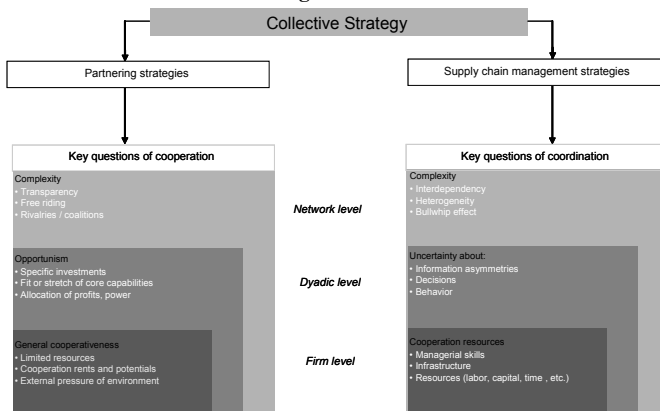 Collective Strategy
Partnering strategies
Supply chain management strategies
Key questions of cooperation
Complexity
• Transparency
• Free riding
• Rivalries / coalitions
Opportunism
• Specific investments
• Fit or stretch of core capabilities
• Allocation of profits, power
General cooperativeness
• Limited resources
• Cooperation rents and potentials
• External pressure of environment
Network level
Dyadic level
Firm level
Key questions of coordination
Complexity
• Interdependency
• Heterogeneity
• Bullwhip effect
Uncertainty about:
• Information asymmetries
• Decisions
• Behavior
Cooperation resources
• Managerial skills
• Infrastructure
• Resources (labor, capital, time , etc.)